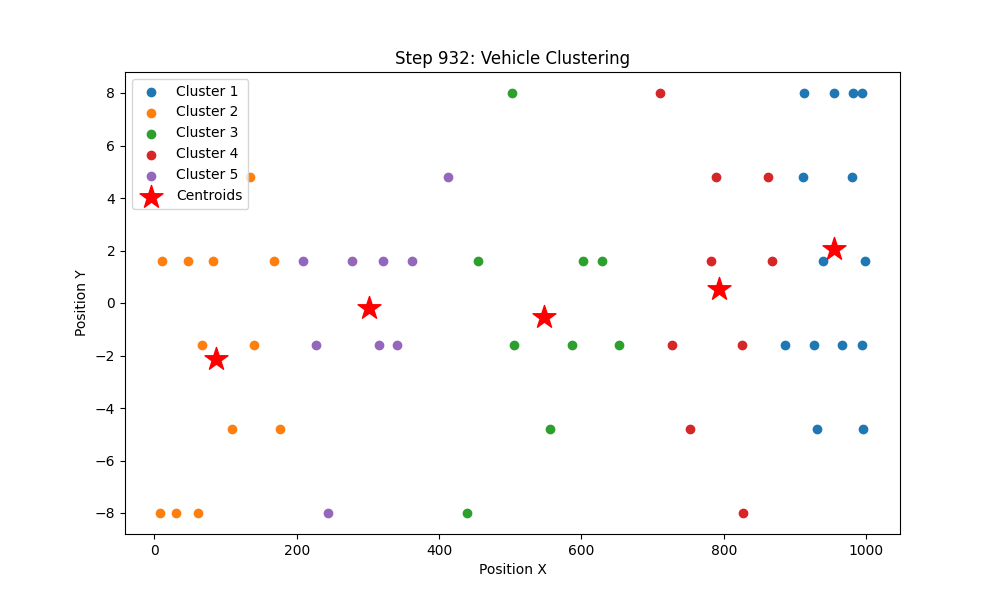 Step 932: Vehicle Clustering
Cluster 1
Cluster 2
Cluster 3
Cluster 4
Cluster 5
Centroids
8
6
4
2
0
−2
−4
−6
−8
Position Y
0 200 400 600 800 1000
Position X